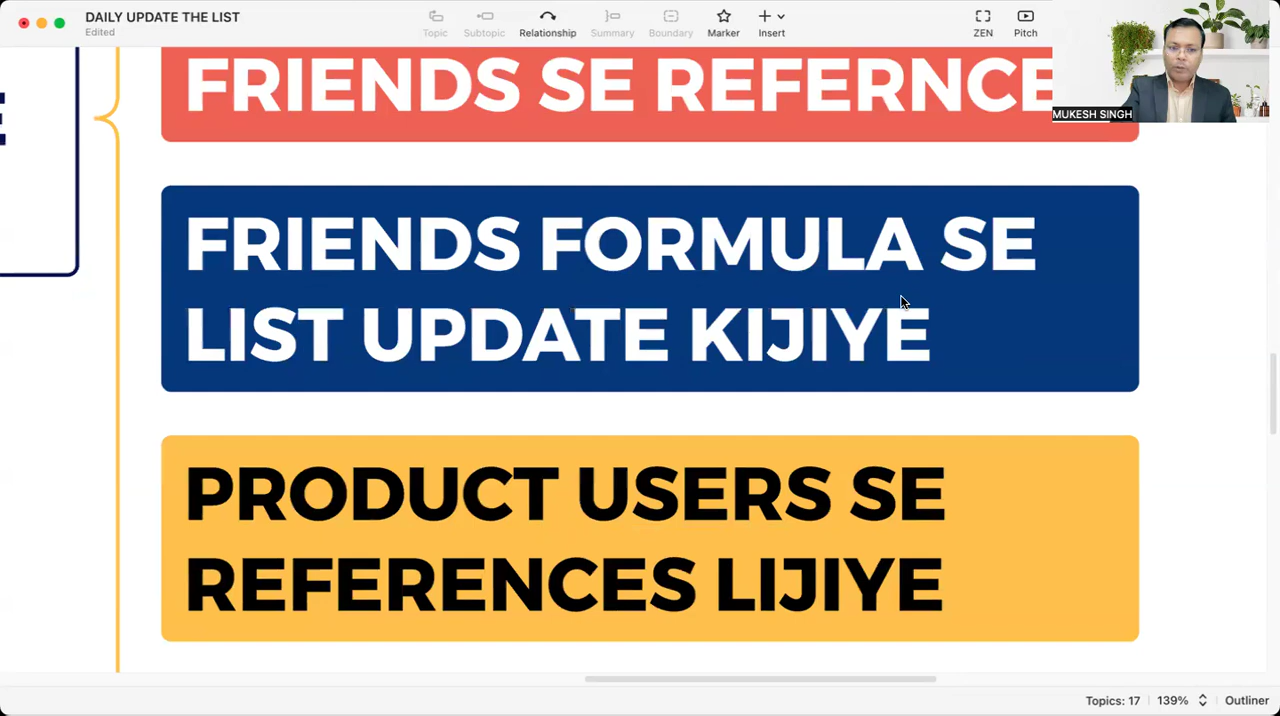 DAILY UPDATE THE LIST
Edited
Topic
Subtopic
Relationship
Summary
Boundary
Marker
Insert
ZEN
Pitch
MUKESH SINGH
FRIENDS SE REFERNCE
FRIENDS FORMULA SE
LIST UPDATE KIJIYE
PRODUCT USERS SE
REFERENCES LIJIYE
Topics: 17
139%
Outliner